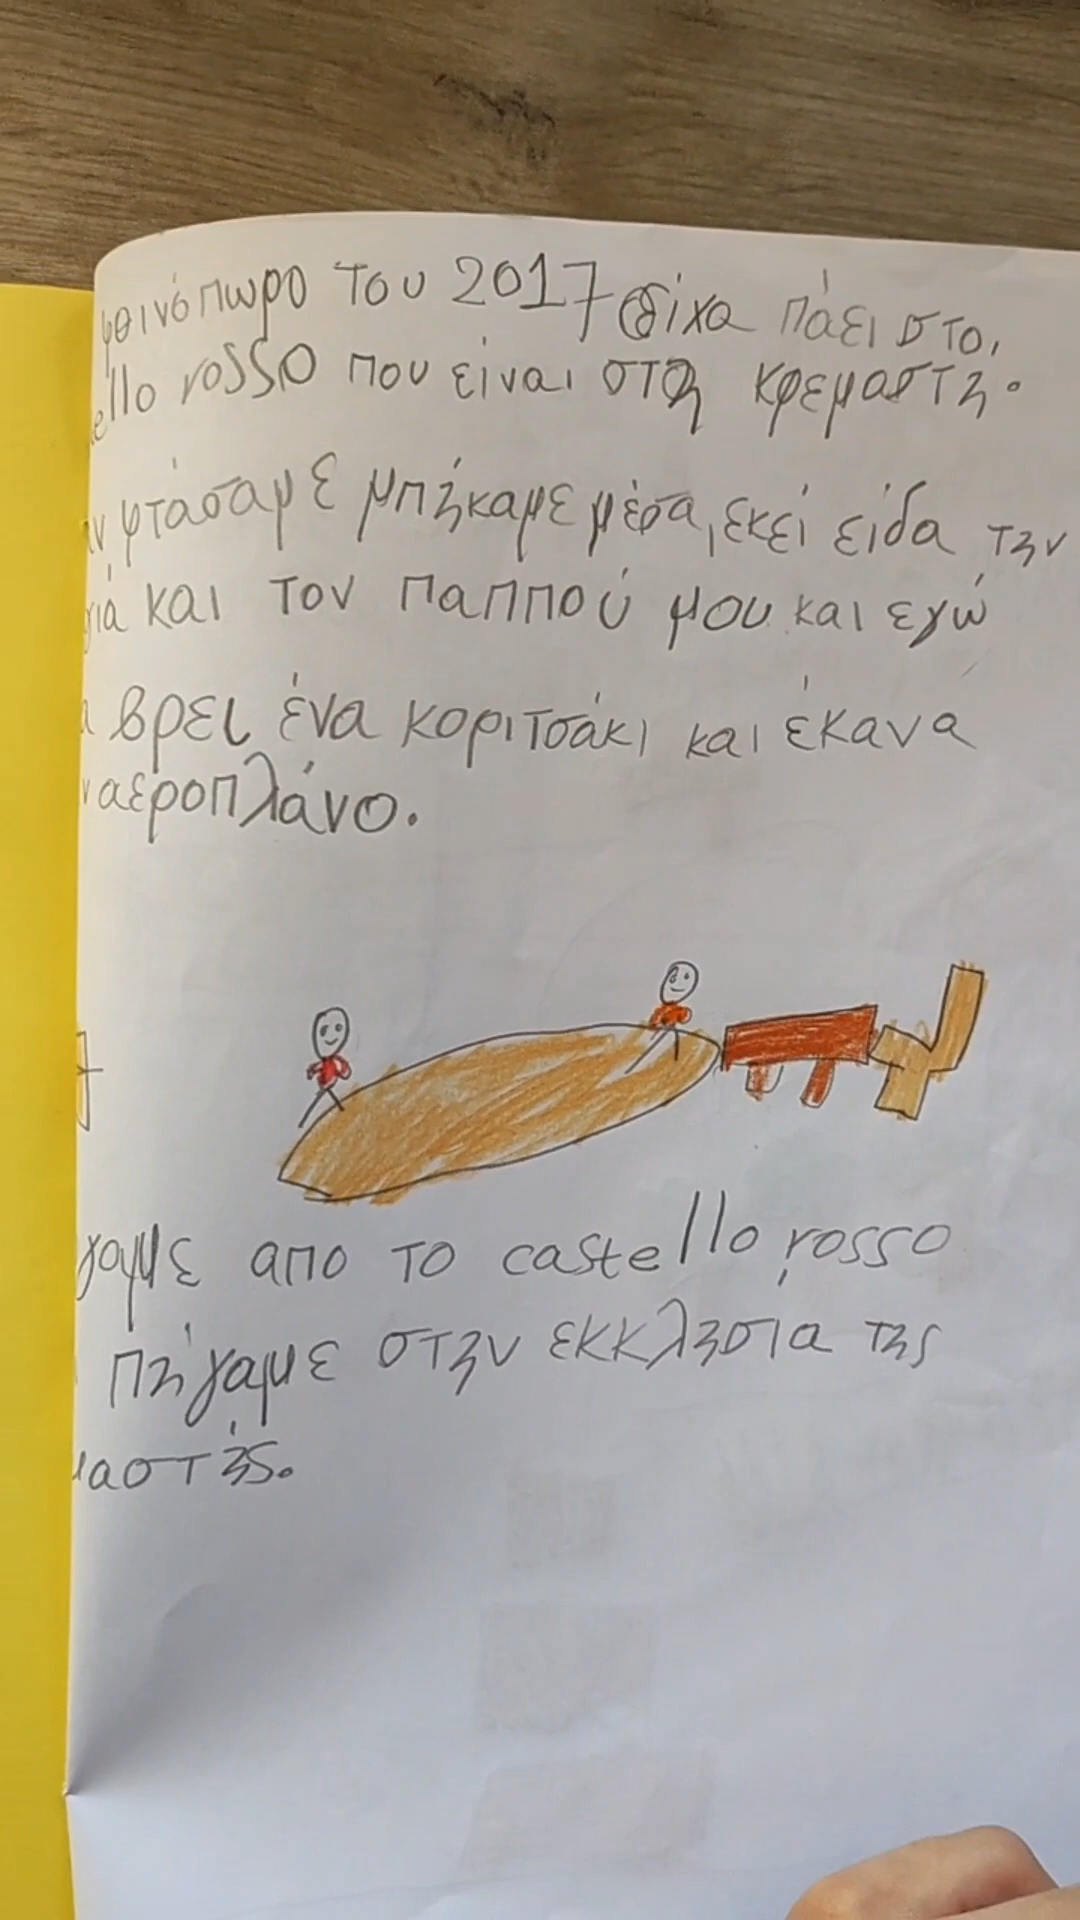 φθινόπωρο του 2017 είχα πάει στο,
ello rosso που είναι στη κρεμαστη.
ν φτάσαμε μπήκαμε μέσα, εκεί είδα την
γιά και τον παππού μου και εγώ
α βρει ένα κοριτσάκι και έκανα
ν αεροπλάνο.
γαμε απο το castello rosso
πήγαμε στην εκκλησια της
μαστής.